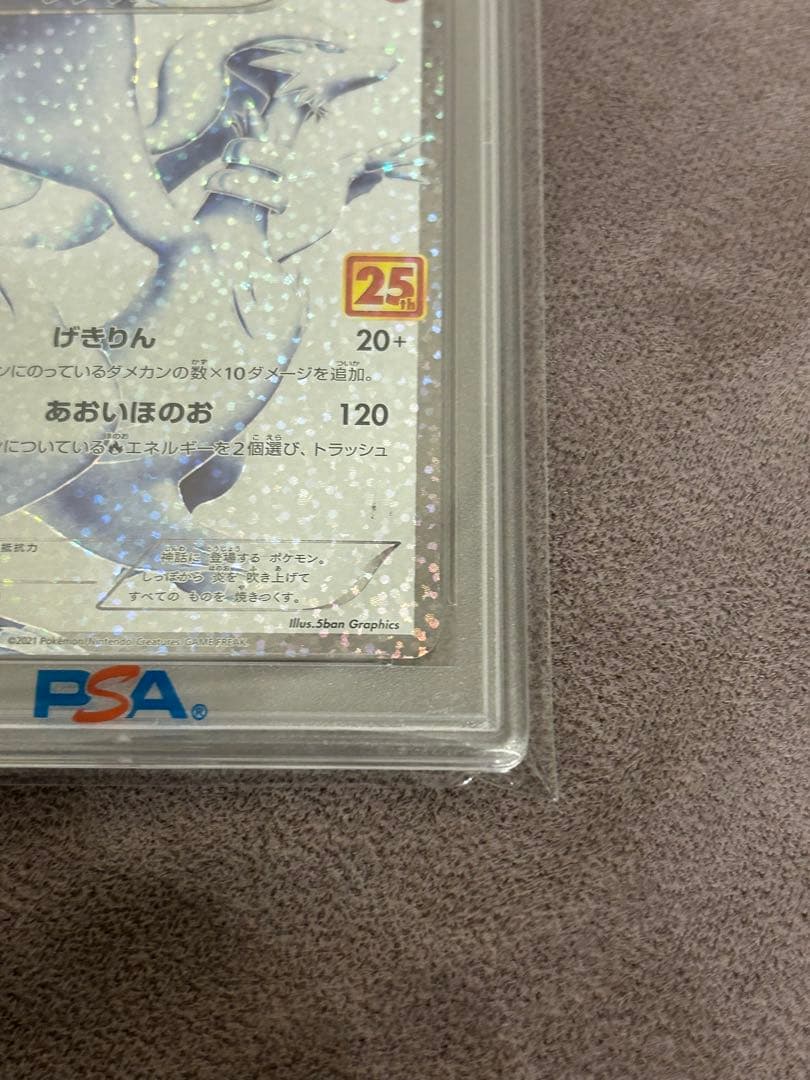 25th
げきりん 20+
ンにのっているダメカンの数×10ダメージを追加。
あおいほのお 120
についている🔥エネルギーを2個選び、トラッシュ
抵抗力
神話に 登場する ポケモン。
しっぽから 炎を 吹き上げて
すべての ものを 焼きつくす。
Illus.5ban Graphics
©2021 Pokémon/Nintendo/Creatures/GAME FREAK
PSA®